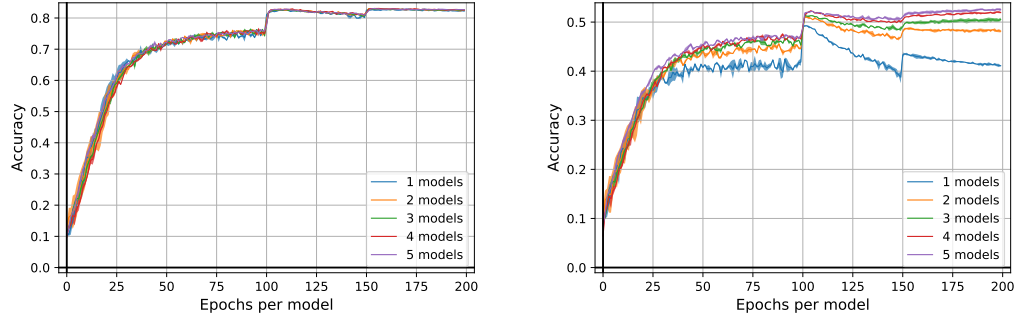 0.8
0.7
0.6
0.5
0.4
0.3
0.2
0.1
0.0
Accuracy
0 25 50 75 100 125 150 175 200
Epochs per model
1 models
2 models
3 models
4 models
5 models
0.5
0.4
0.3
0.2
0.1
0.0
Accuracy
0 25 50 75 100 125 150 175 200
Epochs per model
1 models
2 models
3 models
4 models
5 models